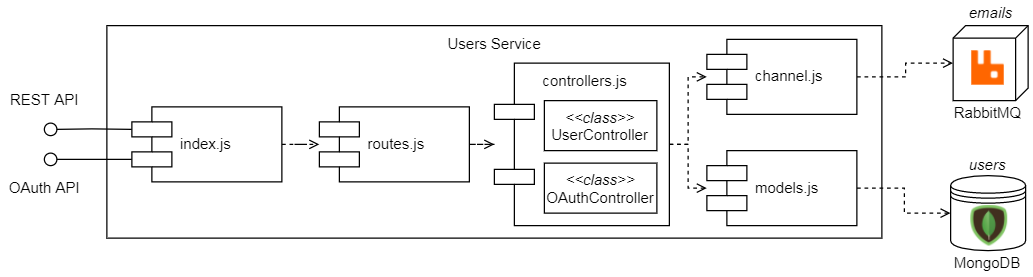 emails
Users Service
channel.js
controllers.js
REST API
<<class>>
UserController
RabbitMQ
index.js
routes.js
users
<<class>>
OAuthController
OAuth API
models.js
MongoDB